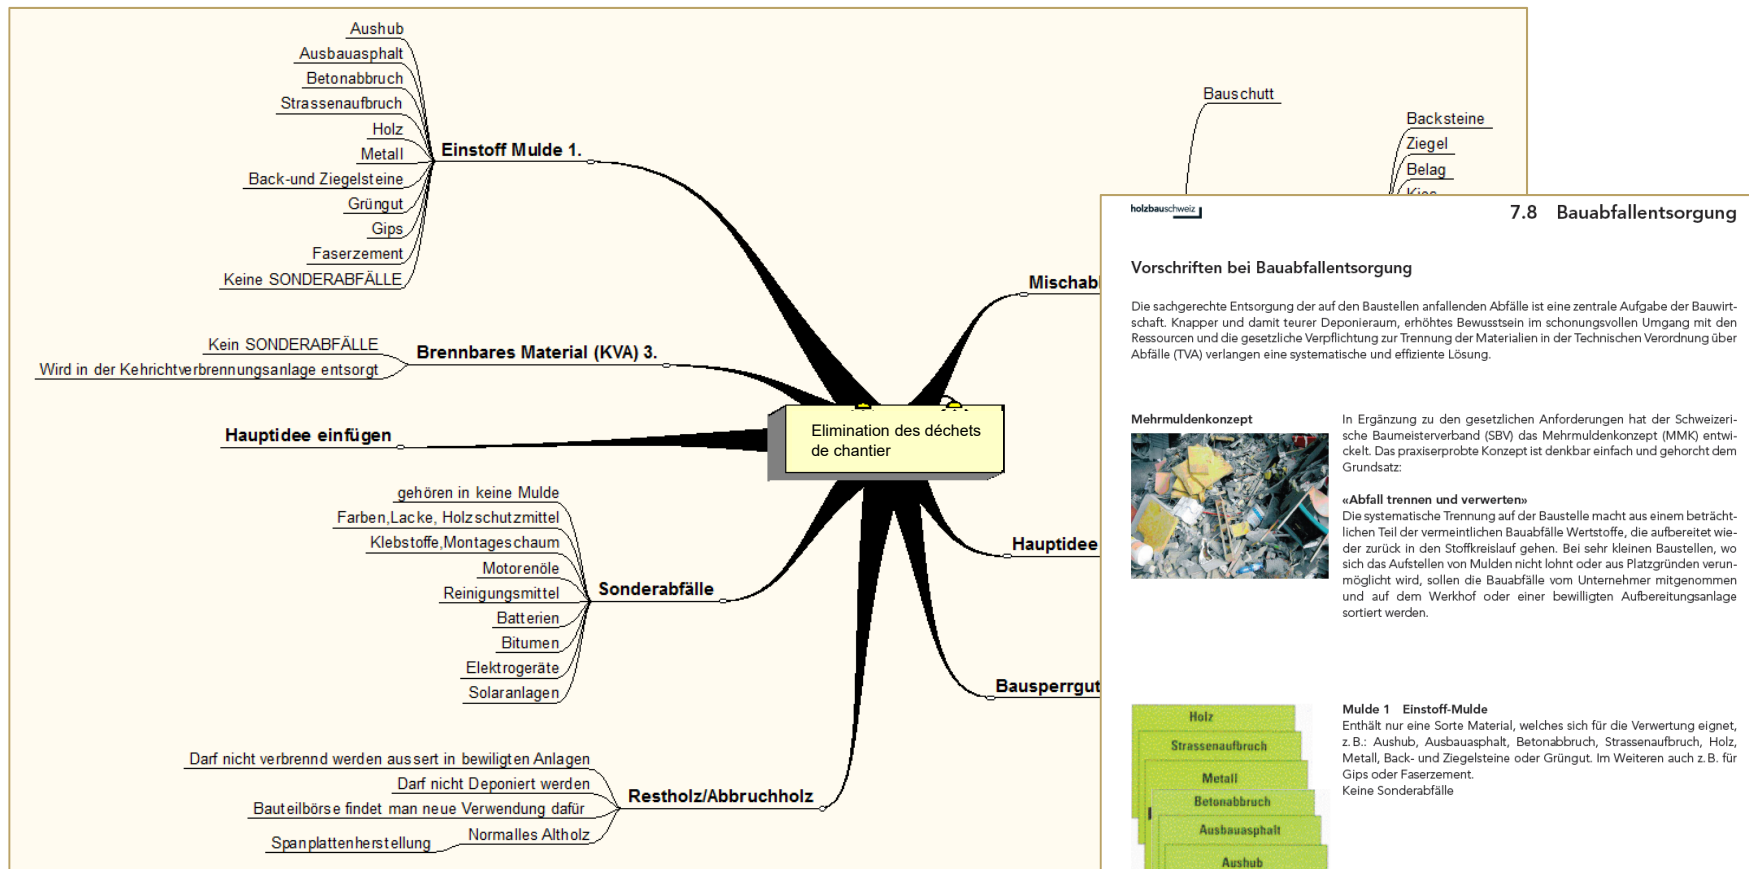 Aushub
Ausbauasphalt
Betonabbruch
Strassenaufbruch
Holz
Metall
Back-und Ziegelsteine
Grüngut
Gips
Faserzement
Keine SONDERABFÄLLE
Einstoff Mulde 1.
Kein SONDERABFÄLLE
Wird in der Kehrichtverbrennungsanlage entsorgt
Brennbares Material (KVA) 3.
Hauptidee einfügen
gehören in keine Mulde
Farben,Lacke, Holzschutzmittel
Klebstoffe,Montageschaum
Motorenöle
Reinigungsmittel
Batterien
Bitumen
Elektrogeräte
Solaranlagen
Sonderabfälle
Darf nicht verbrennd werden aussert in bewiligten Anlagen
Darf nicht Deponiert werden
Bauteilbörse findet man neue Verwendung dafür
Normalles Altholz
Spanplattenherstellung
Restholz/Abbruchholz
Elimination des déchets
de chantier
Bauschutt
Backsteine
Ziegel
Belag
Kies
Mischab
Hauptidee
Bausperrgut
holzbauschweiz
7.8 Bauabfallentsorgung
Vorschriften bei Bauabfallentsorgung
Die sachgerechte Entsorgung der auf den Baustellen anfallenden Abfälle ist eine zentrale Aufgabe der Bauwirt-
schaft. Knapper und damit teurer Deponieraum, erhöhtes Bewusstsein im schonungsvollen Umgang mit den
Ressourcen und die gesetzliche Verpflichtung zur Trennung der Materialien in der Technischen Verordnung über
Abfälle (TVA) verlangen eine systematische und effiziente Lösung.
Mehrmuldenkonzept
In Ergänzung zu den gesetzlichen Anforderungen hat der Schweizeri-
sche Baumeisterverband (SBV) das Mehrmuldenkonzept (MMK) entwi-
ckelt. Das praxiserprobte Konzept ist denkbar einfach und gehorcht dem
Grundsatz:
«Abfall trennen und verwerten»
Die systematische Trennung auf der Baustelle macht aus einem beträcht-
lichen Teil der vermeintlichen Bauabfälle Wertstoffe, die aufbereitet wie-
der zurück in den Stoffkreislauf gehen. Bei sehr kleinen Baustellen, wo
sich das Aufstellen von Mulden nicht lohnt oder aus Platzgründen verun-
möglicht wird, sollen die Bauabfälle vom Unternehmer mitgenommen
und auf dem Werkhof oder einer bewilligten Aufbereitungsanlage
sortiert werden.
Holz
Strassenaufbruch
Metall
Betonabbruch
Ausbauasphalt
Aushub
Mulde 1 Einstoff-Mulde
Enthält nur eine Sorte Material, welches sich für die Verwertung eignet,
z. B.: Aushub, Ausbauasphalt, Betonabbruch, Strassenaufbruch, Holz,
Metall, Back- und Ziegelsteine oder Grüngut. Im Weiteren auch z. B. für
Gips oder Faserzement.
Keine Sonderabfälle